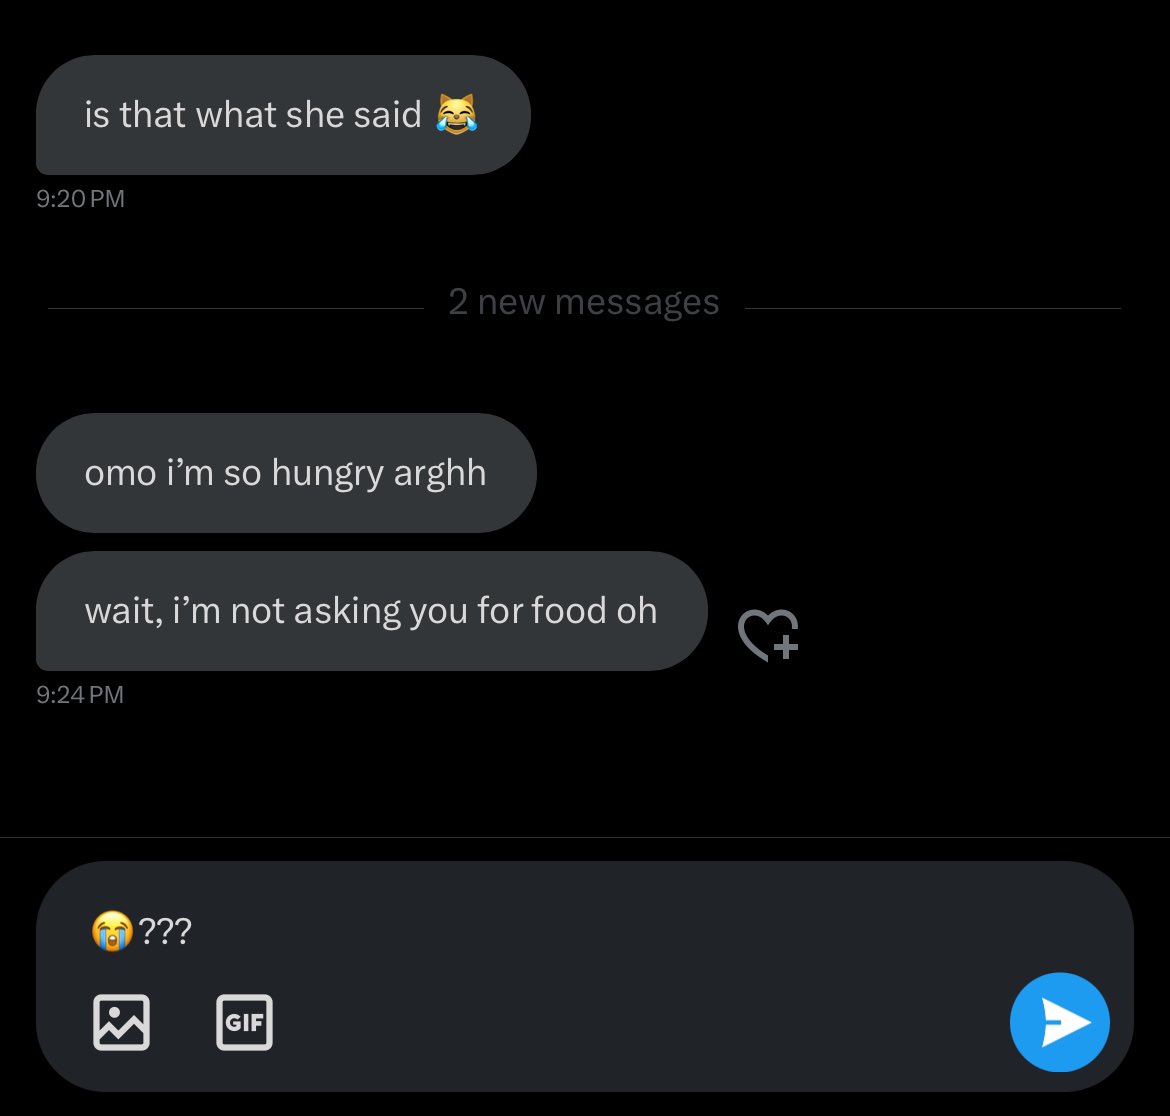 is that what she said 😹
9:20 PM
2 new messages
omo i’m so hungry arghh
wait, i’m not asking you for food oh
9:24 PM
😭???
GIF